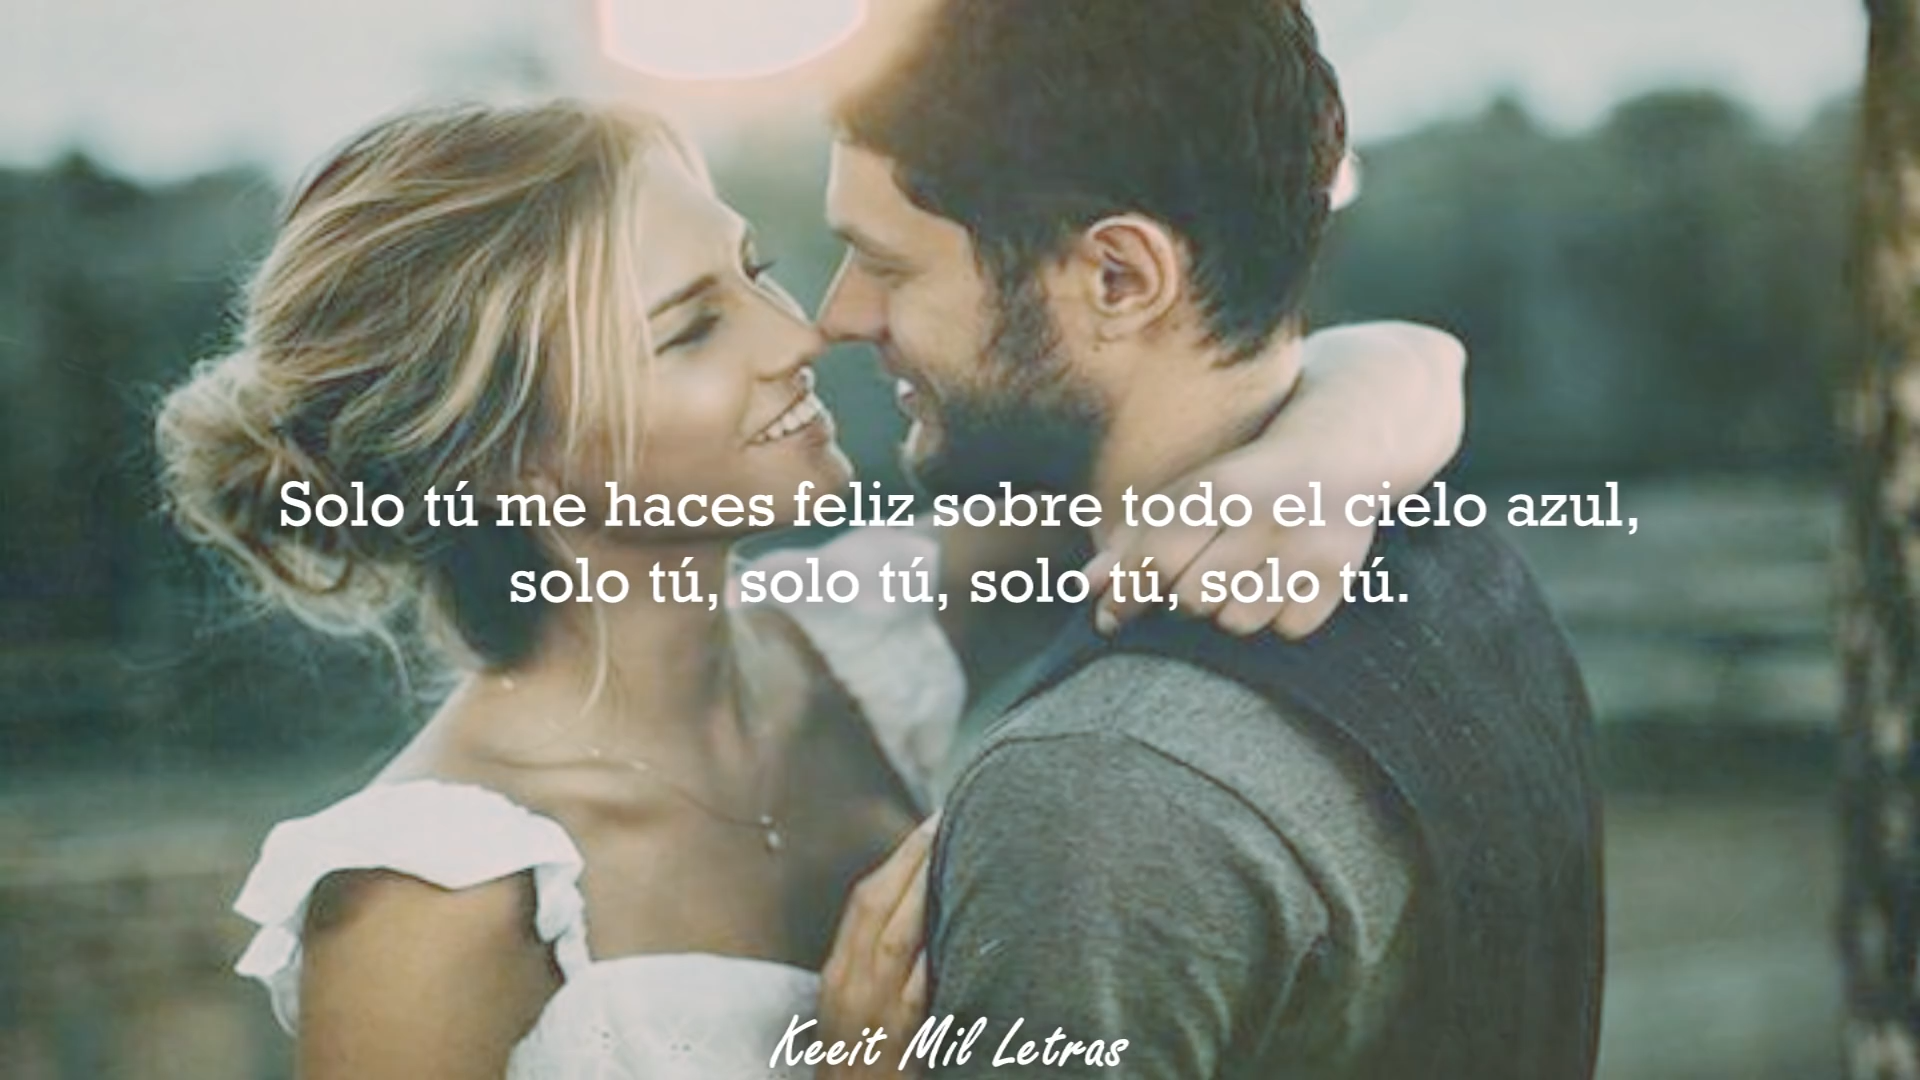 Solo tú me haces feliz sobre todo el cielo azul,
solo tú, solo tú, solo tú, solo tú.
Keeit Mil Letras